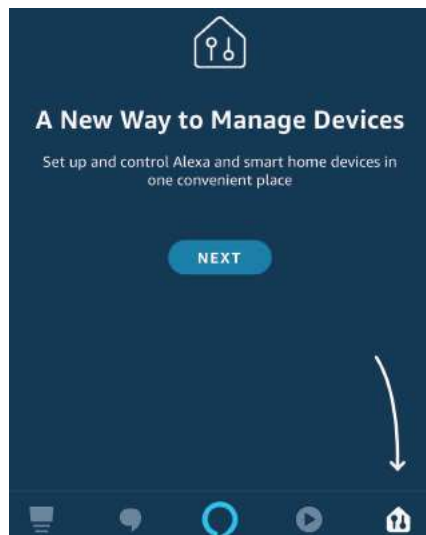 A New Way to Manage Devices
Set up and control Alexa and smart home devices in
one convenient place
NEXT